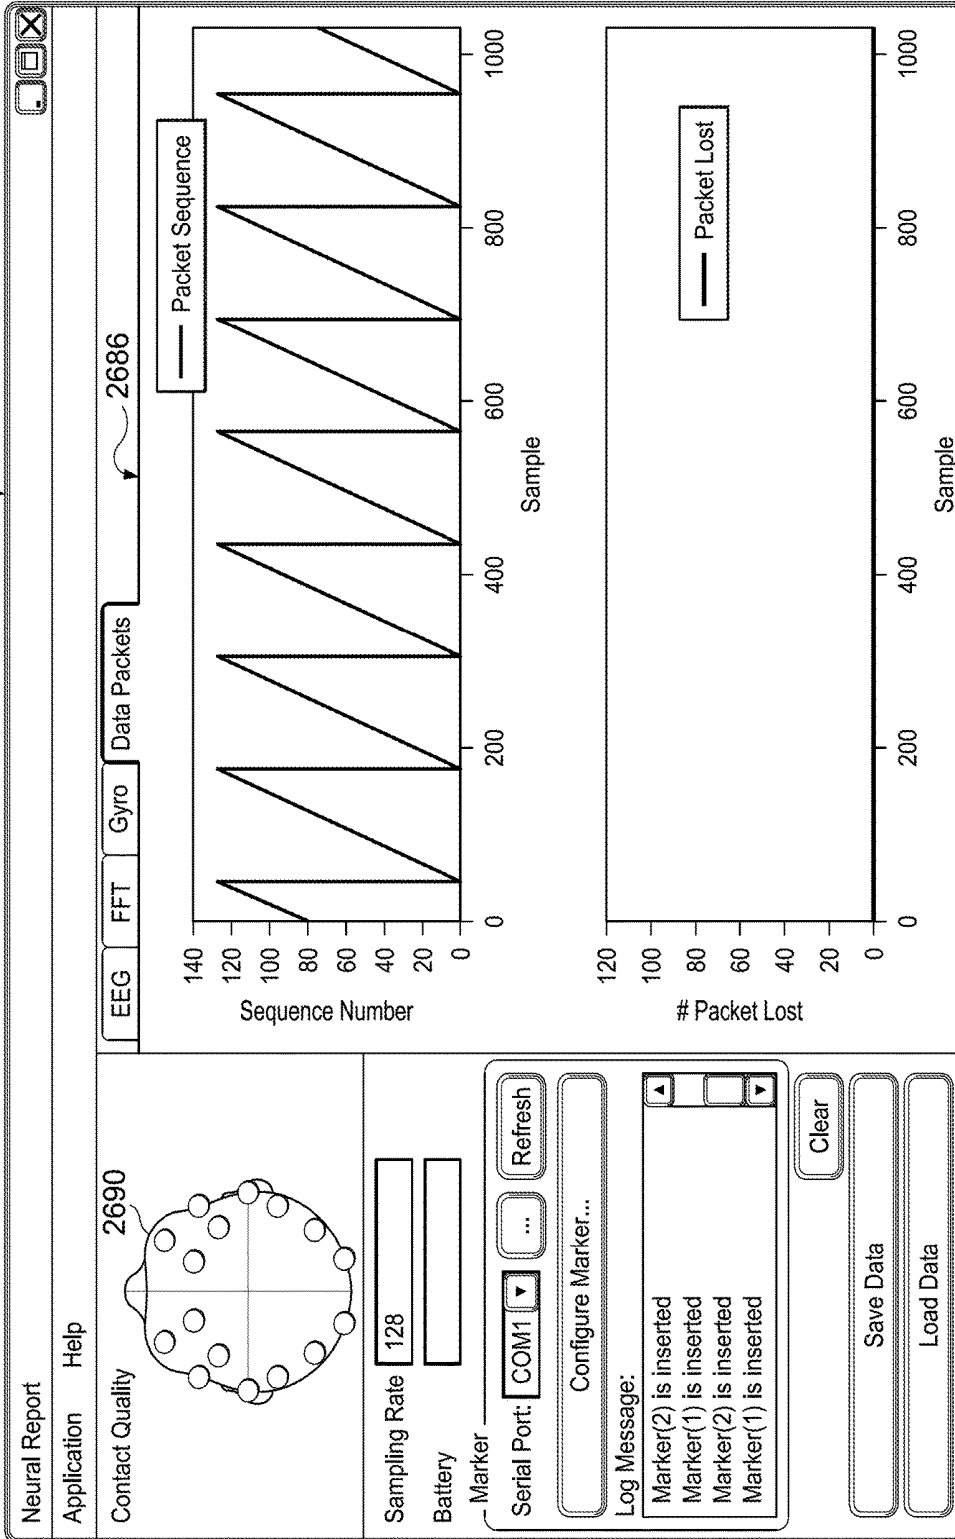 Neural Report
Application Help
Contact Quality
2690
Sampling Rate 128
Battery
Marker
Serial Port: COM1 ... Refresh
Configure Marker...
Log Message:
Marker(2) is inserted
Marker(1) is inserted
Marker(2) is inserted
Marker(1) is inserted
Clear
Save Data
Load Data
EEG FFT Gyro Data Packets
2686
Packet Sequence
Sequence Number
140
120
100
80
60
40
20
0
0 200 400 600 800 1000
Sample
Packet Lost
# Packet Lost
120
100
80
60
40
20
0
0 200 400 600 800 1000
Sample